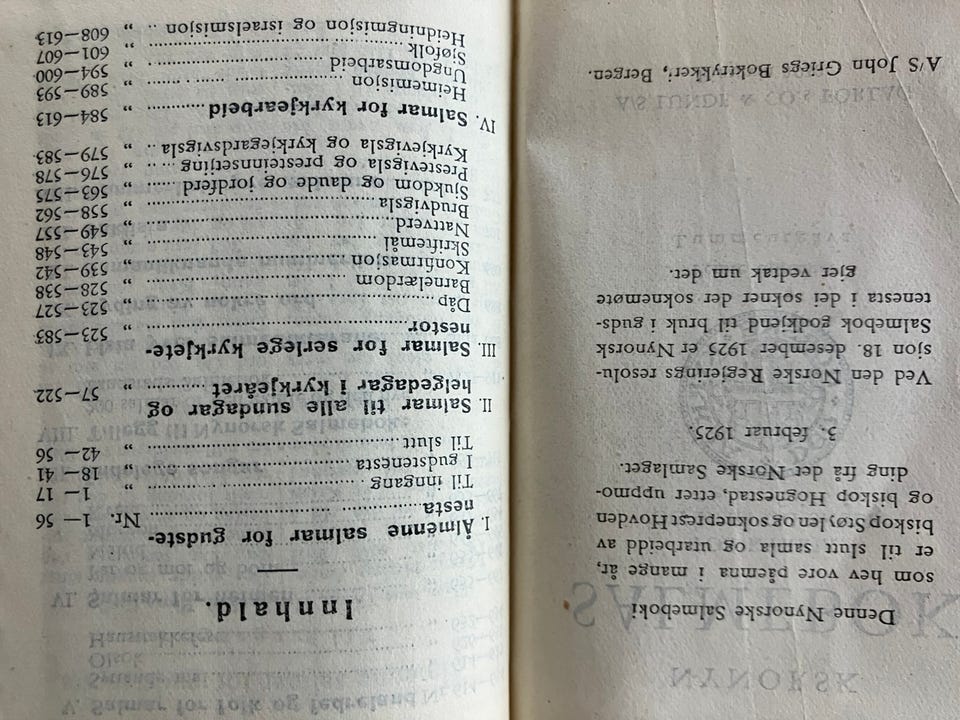 Denne Nynorske Salmeboki
som hev vore påemna i mange år,
er til slutt samla og utarbeidd av
biskop Støylen og sokneprest Hovden
og biskop Hognestad, etter uppmo-
ding frå det Norske Samlaget.
3. februar 1925.
Ved den Norske Regjerings resolu-
sjon 18. desember 1925 er Nynorsk
Salmebok godkjend til bruk i guds-
tenesta i dei sokner der soknemøte
gjer vedtak um det.
A/S John Griegs Boktrykkeri, Bergen.
Innhald.
I. Ålmenne salmar for gudste-
nesta .......... Nr. 1— 56
Til inngang .......... „ 1— 17
I gudstenesta .......... „ 18— 41
Til slutt .......... „ 42— 56
II. Salmar til alle sundagar og
helgedagar i kyrkjeåret .......... „ 57—522
III. Salmar for serlege kyrkjete-
nestor .......... „ 523—583
Dåp .......... „ 523—527
Barnelærdom .......... „ 528—538
Konfirmasjon .......... „ 539—542
Skriftemål .......... „ 543—548
Nattverd .......... „ 549—557
Brudvigsla .......... „ 558—562
Sjukdom og daude og jordferd ...... „ 563—575
Prestevigsla og presteinnsetjing .... „ 576—578
Kyrkjevigsla og kyrkjegardsvigsla .. „ 579—583
IV. Salmar for kyrkjearbeid .......... „ 584—613
Heimemisjon .......... „ 589—593
Ungdomsarbeid .......... „ 594—600
Sjøfolk .......... „ 601—607
Heidningmisjon og israelsmisjon .. „ 608—613